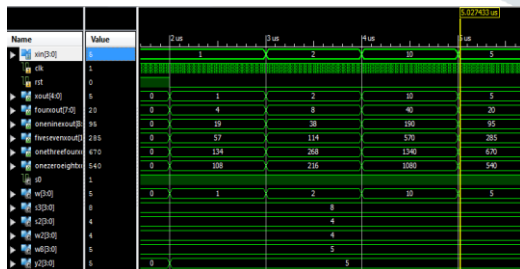 5.027433 us
Name Value 2 us 3 us 4 us 5 us
xin[3:0] 5 1 2 10 5
clk 1
rst 0
xout[4:0] 5 0 1 2 10 5
fourxout[7:0] 20 0 4 8 40 20
oneninexout[8: 95 0 19 38 190 95
fivesevenxout[1 285 0 57 114 570 285
onethreefourxo 670 0 134 268 1340 670
onezeroeightxo 540 0 108 216 1080 540
s0 1
w[3:0] 5 0 1 2 10 5
s3[3:0] 8 8
s2[3:0] 4 4
w2[3:0] 4 4
w8[3:0] 5 5
y2[3:0] 5 0 5